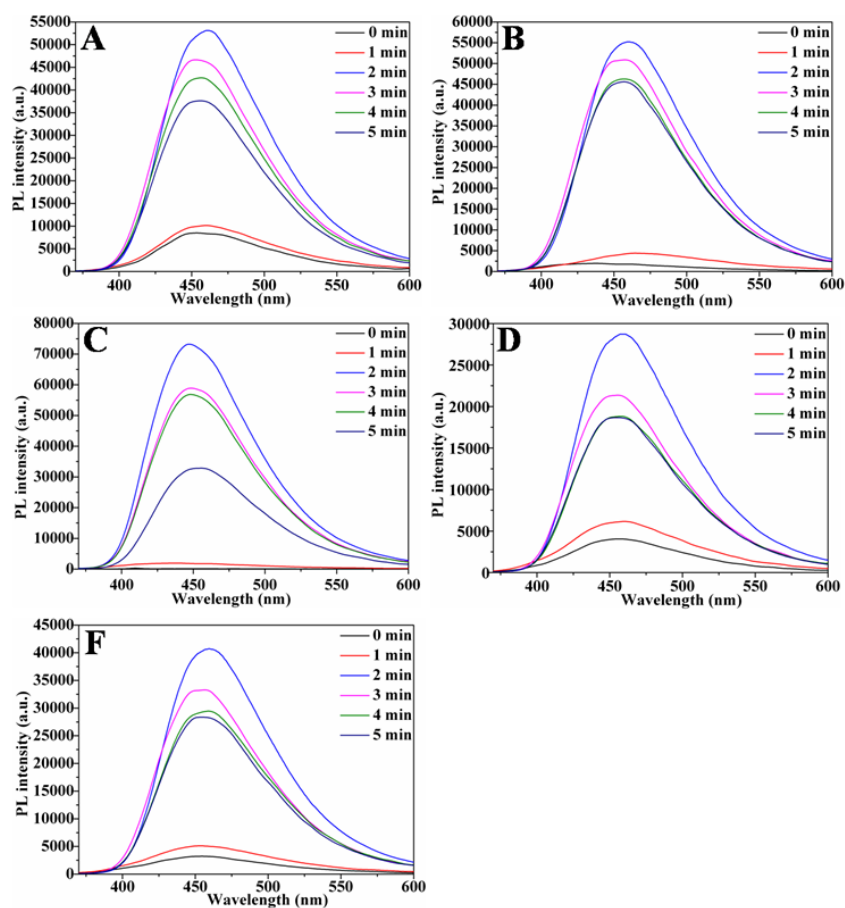 A
55000
50000
45000
40000
35000
30000
25000
20000
15000
10000
5000
0
PL intensity (a.u.)
400 450 500 550 600
Wavelength (nm)
0 min
1 min
2 min
3 min
4 min
5 min
B
60000
55000
50000
45000
40000
35000
30000
25000
20000
15000
10000
5000
0
PL intensity (a.u.)
400 450 500 550 600
Wavelength (nm)
0 min
1 min
2 min
3 min
4 min
5 min
C
80000
70000
60000
50000
40000
30000
20000
10000
0
PL intensity (a.u.)
400 450 500 550 600
Wavelength (nm)
0 min
1 min
2 min
3 min
4 min
5 min
D
30000
25000
20000
15000
10000
5000
0
PL intensity (a.u.)
400 450 500 550 600
Wavelength (nm)
0 min
1 min
2 min
3 min
4 min
5 min
F
45000
40000
35000
30000
25000
20000
15000
10000
5000
0
PL intensity (a.u.)
400 450 500 550 600
Wavelength (nm)
0 min
1 min
2 min
3 min
4 min
5 min